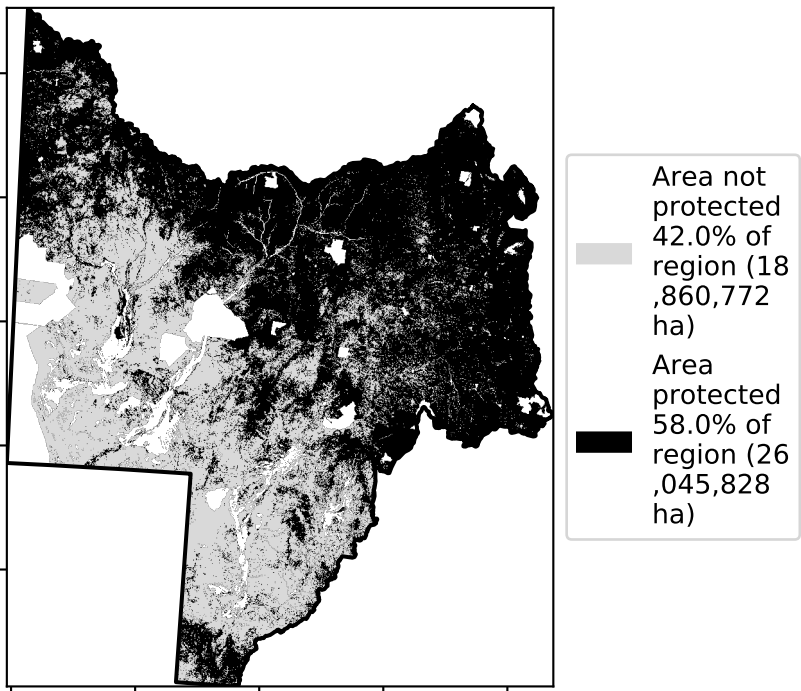 Area not
protected
42.0% of
region (18
,860,772
ha)
Area
protected
58.0% of
region (26
,045,828
ha)